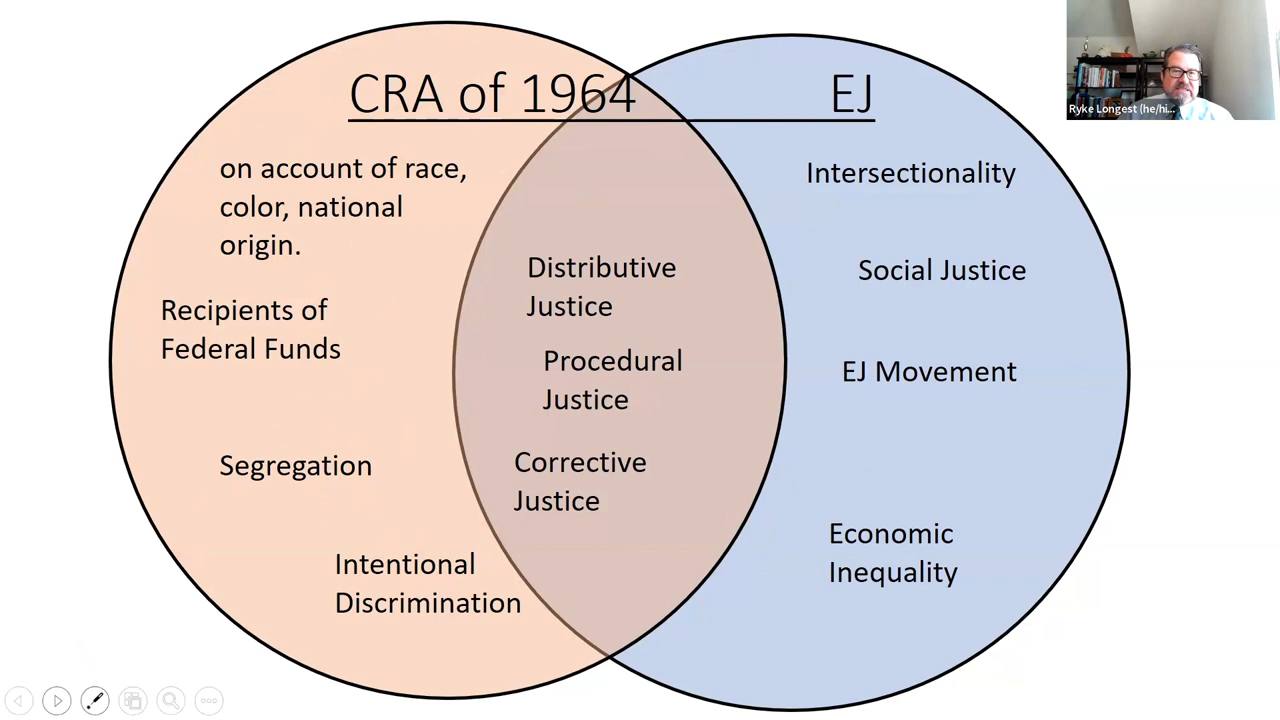 CRA of 1964
EJ
on account of race,
color, national
origin.
Recipients of
Federal Funds
Segregation
Intentional
Discrimination
Distributive
Justice
Procedural
Justice
Corrective
Justice
Intersectionality
Social Justice
EJ Movement
Economic
Inequality
Ryke Longest (he/hi...